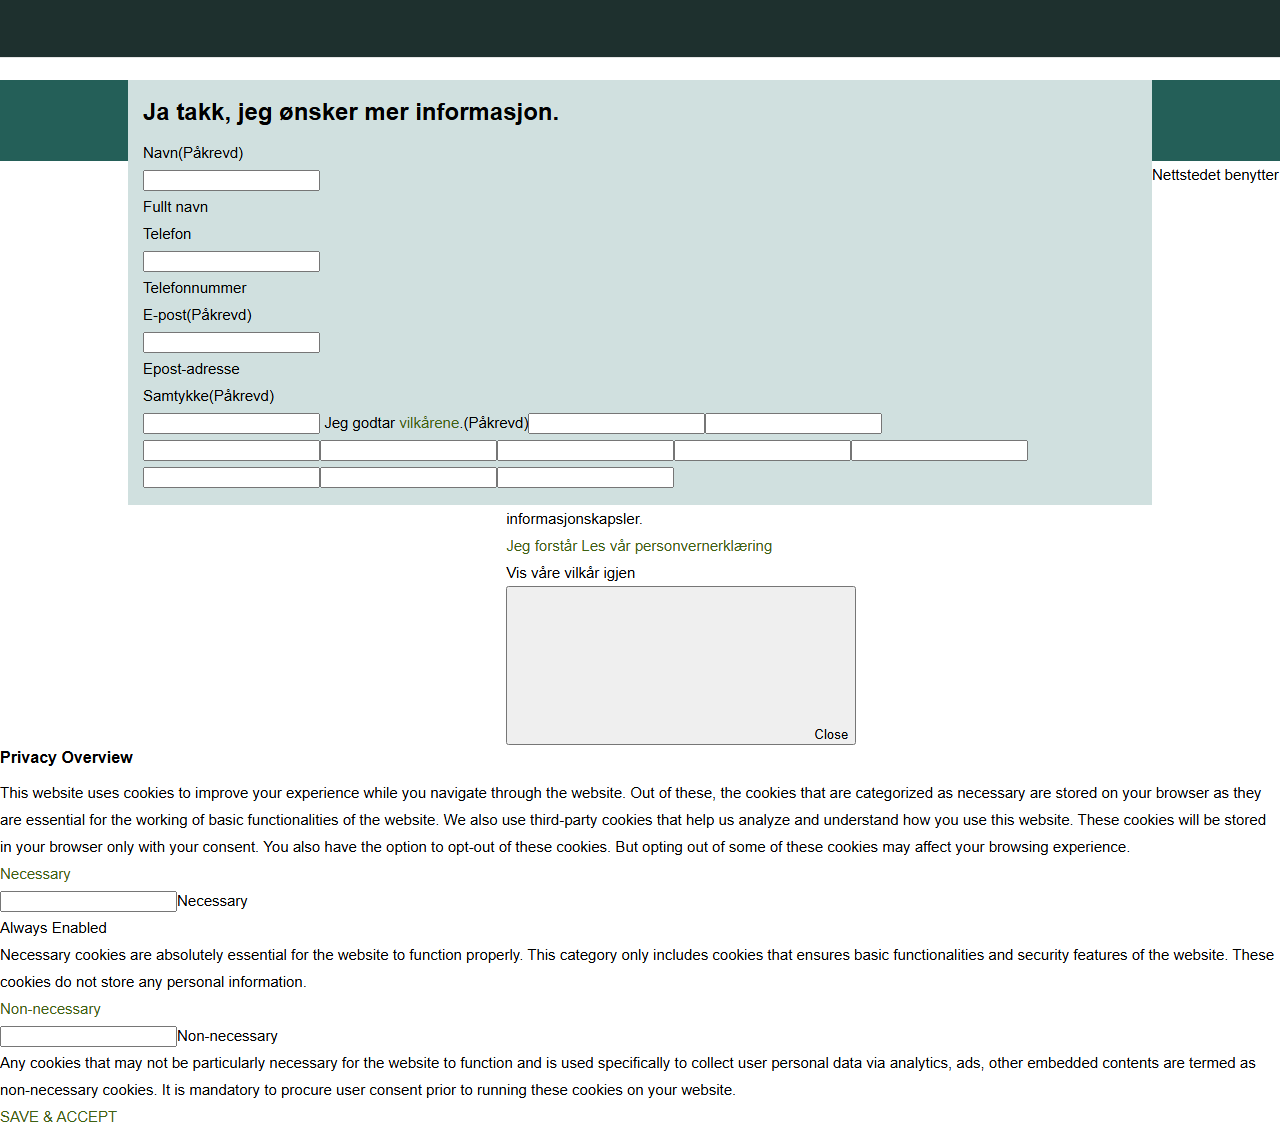 Ja takk, jeg ønsker mer informasjon.
Navn(Påkrevd)
Fullt navn
Telefon
Telefonnummer
E-post(Påkrevd)
Epost-adresse
Samtykke(Påkrevd)
Jeg godtar vilkårene.(Påkrevd)
Nettstedet benytter
informasjonskapsler.
Jeg forstår Les vår personvernerklæring
Vis våre vilkår igjen
Close
Privacy Overview
This website uses cookies to improve your experience while you navigate through the website. Out of these, the cookies that are categorized as necessary are stored on your browser as they
are essential for the working of basic functionalities of the website. We also use third-party cookies that help us analyze and understand how you use this website. These cookies will be stored
in your browser only with your consent. You also have the option to opt-out of these cookies. But opting out of some of these cookies may affect your browsing experience.
Necessary
Necessary
Always Enabled
Necessary cookies are absolutely essential for the website to function properly. This category only includes cookies that ensures basic functionalities and security features of the website. These
cookies do not store any personal information.
Non-necessary
Non-necessary
Any cookies that may not be particularly necessary for the website to function and is used specifically to collect user personal data via analytics, ads, other embedded contents are termed as
non-necessary cookies. It is mandatory to procure user consent prior to running these cookies on your website.
SAVE & ACCEPT